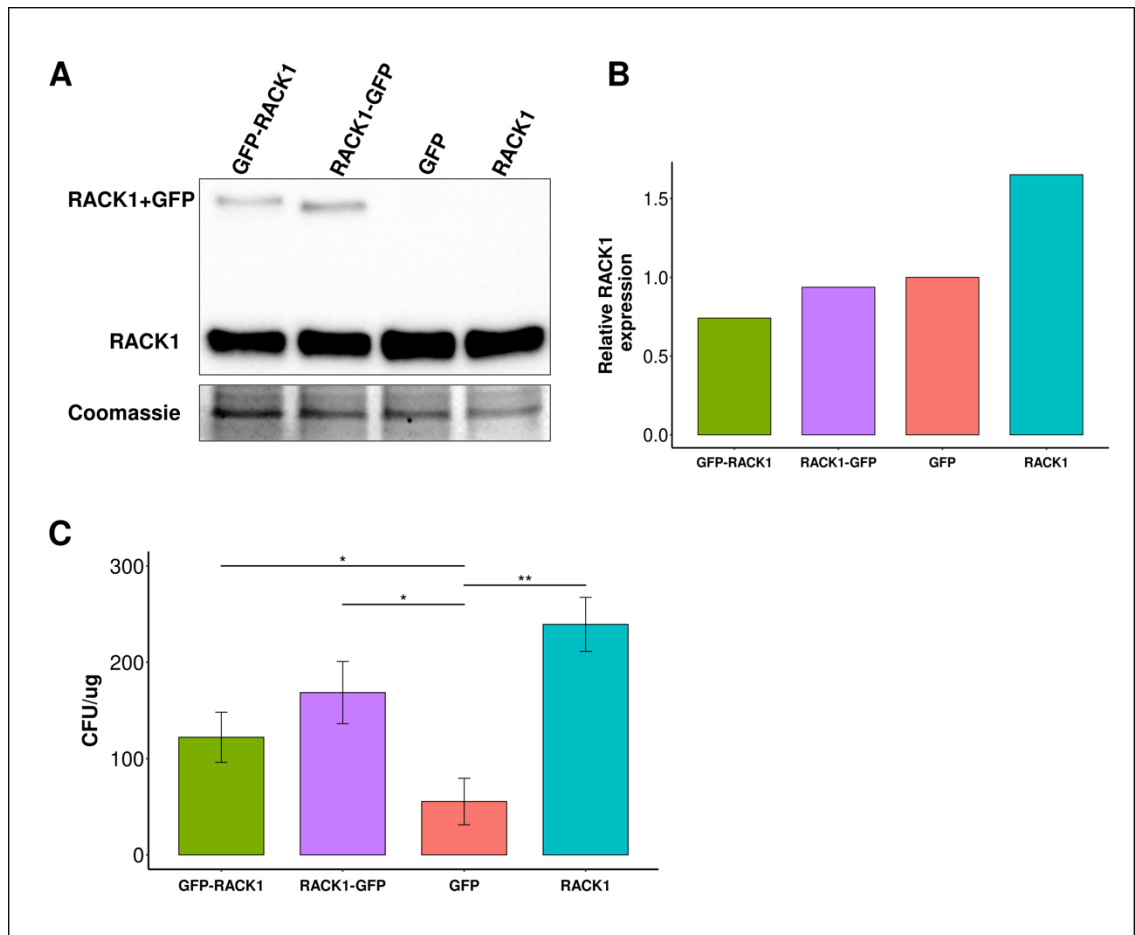 A
GFP-RACK1
RACK1-GFP
GFP
RACK1
RACK1+GFP
RACK1
Coomassie
B
Relative RACK1
expression
1.5
1.0
0.5
0.0
GFP-RACK1 RACK1-GFP GFP RACK1
C
CFU/ug
300
200
100
0
*
**
*
GFP-RACK1 RACK1-GFP GFP RACK1